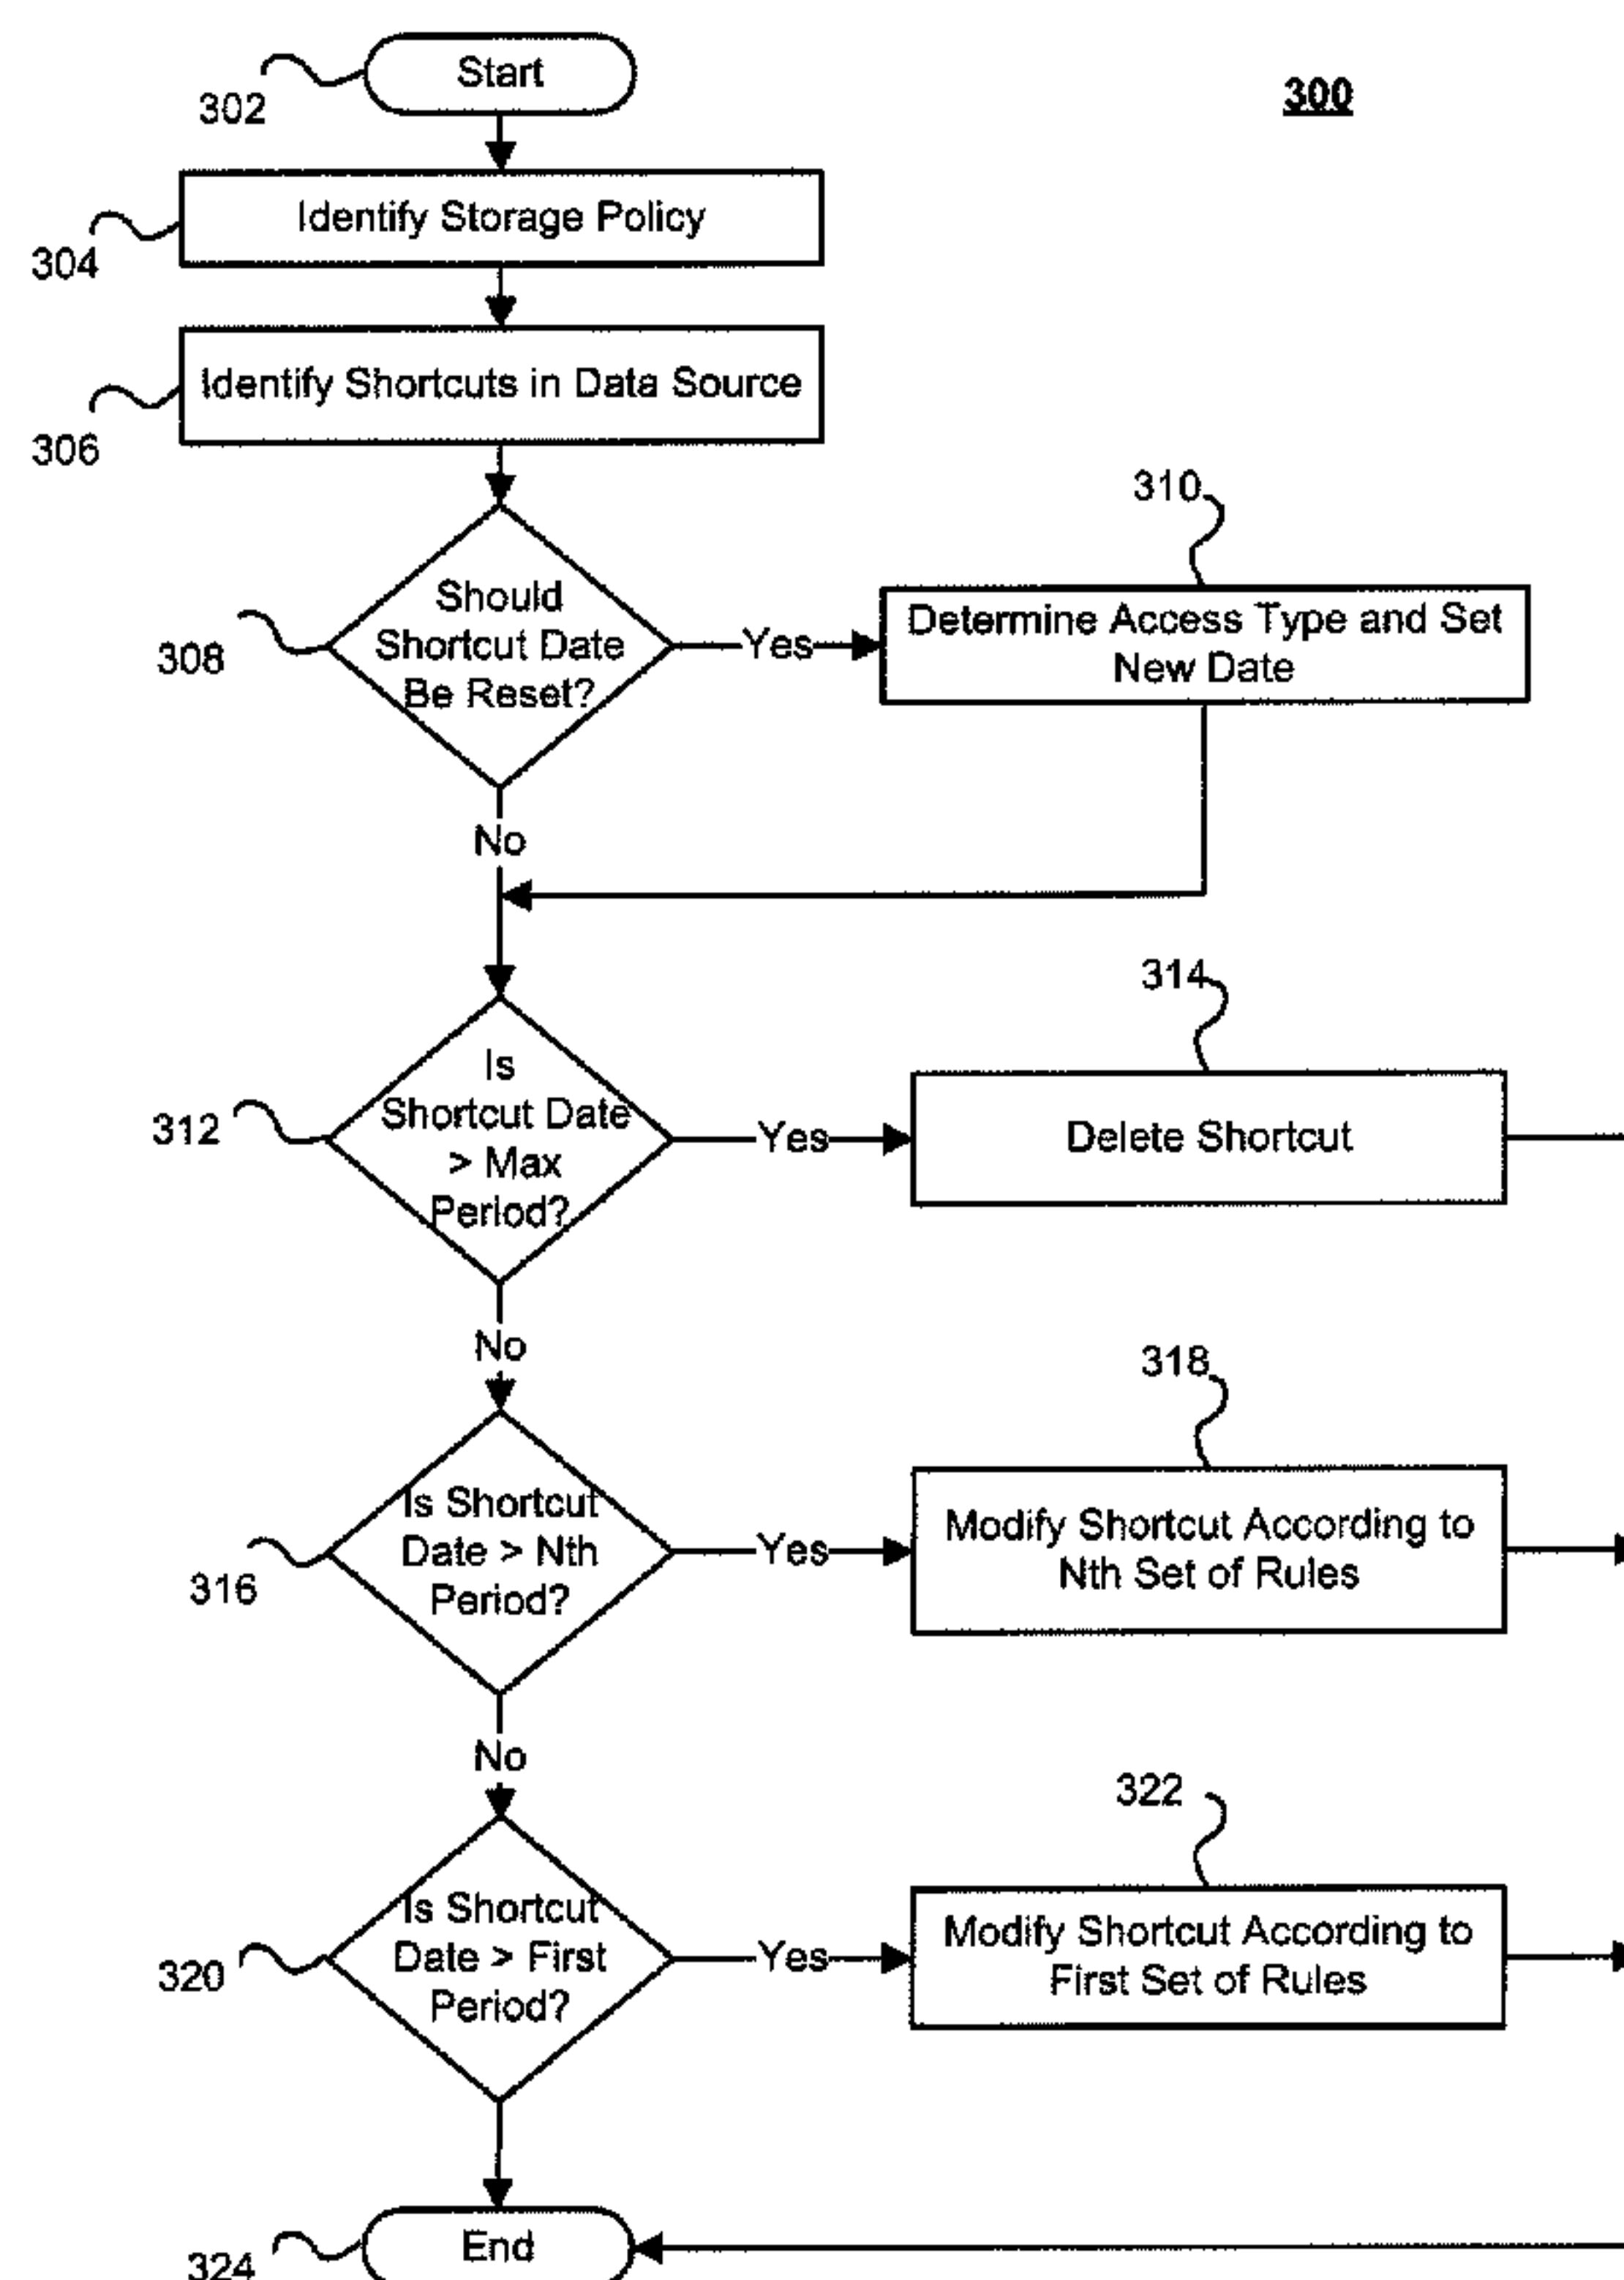 300
302
Start
304
Identify Storage Policy
306
Identify Shortcuts in Data Source
308
Should
Shortcut Date
Be Reset?
Yes
310
Determine Access Type and Set
New Date
No
312
Is
Shortcut Date
> Max
Period?
Yes
314
Delete Shortcut
No
316
Is Shortcut
Date > Nth
Period?
Yes
318
Modify Shortcut According to
Nth Set of Rules
No
320
Is Shortcut
Date > First
Period?
Yes
322
Modify Shortcut According to
First Set of Rules
324
End